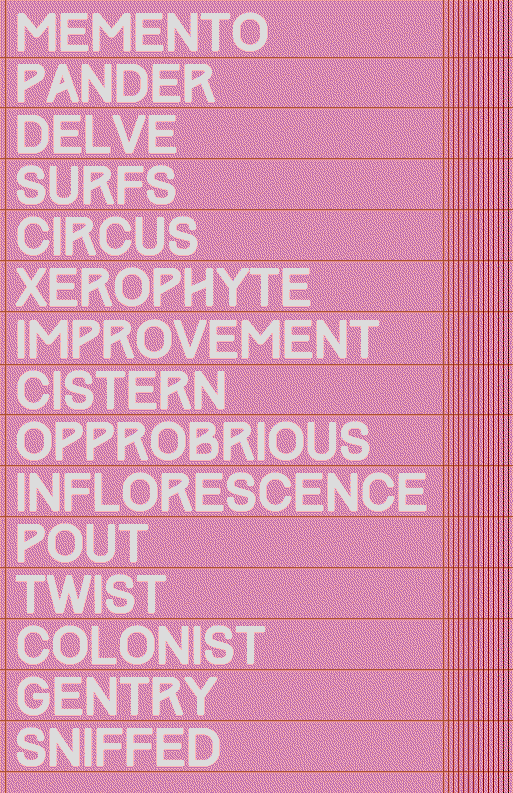 MEMENTO
PANDER
DELVE
SURFS
CIRCUS
XEROPHYTE
IMPROVEMENT
CISTERN
OPPROBRIOUS
INFLORESCENCE
POUT
TWIST
COLONIST
GENTRY
SNIFFED